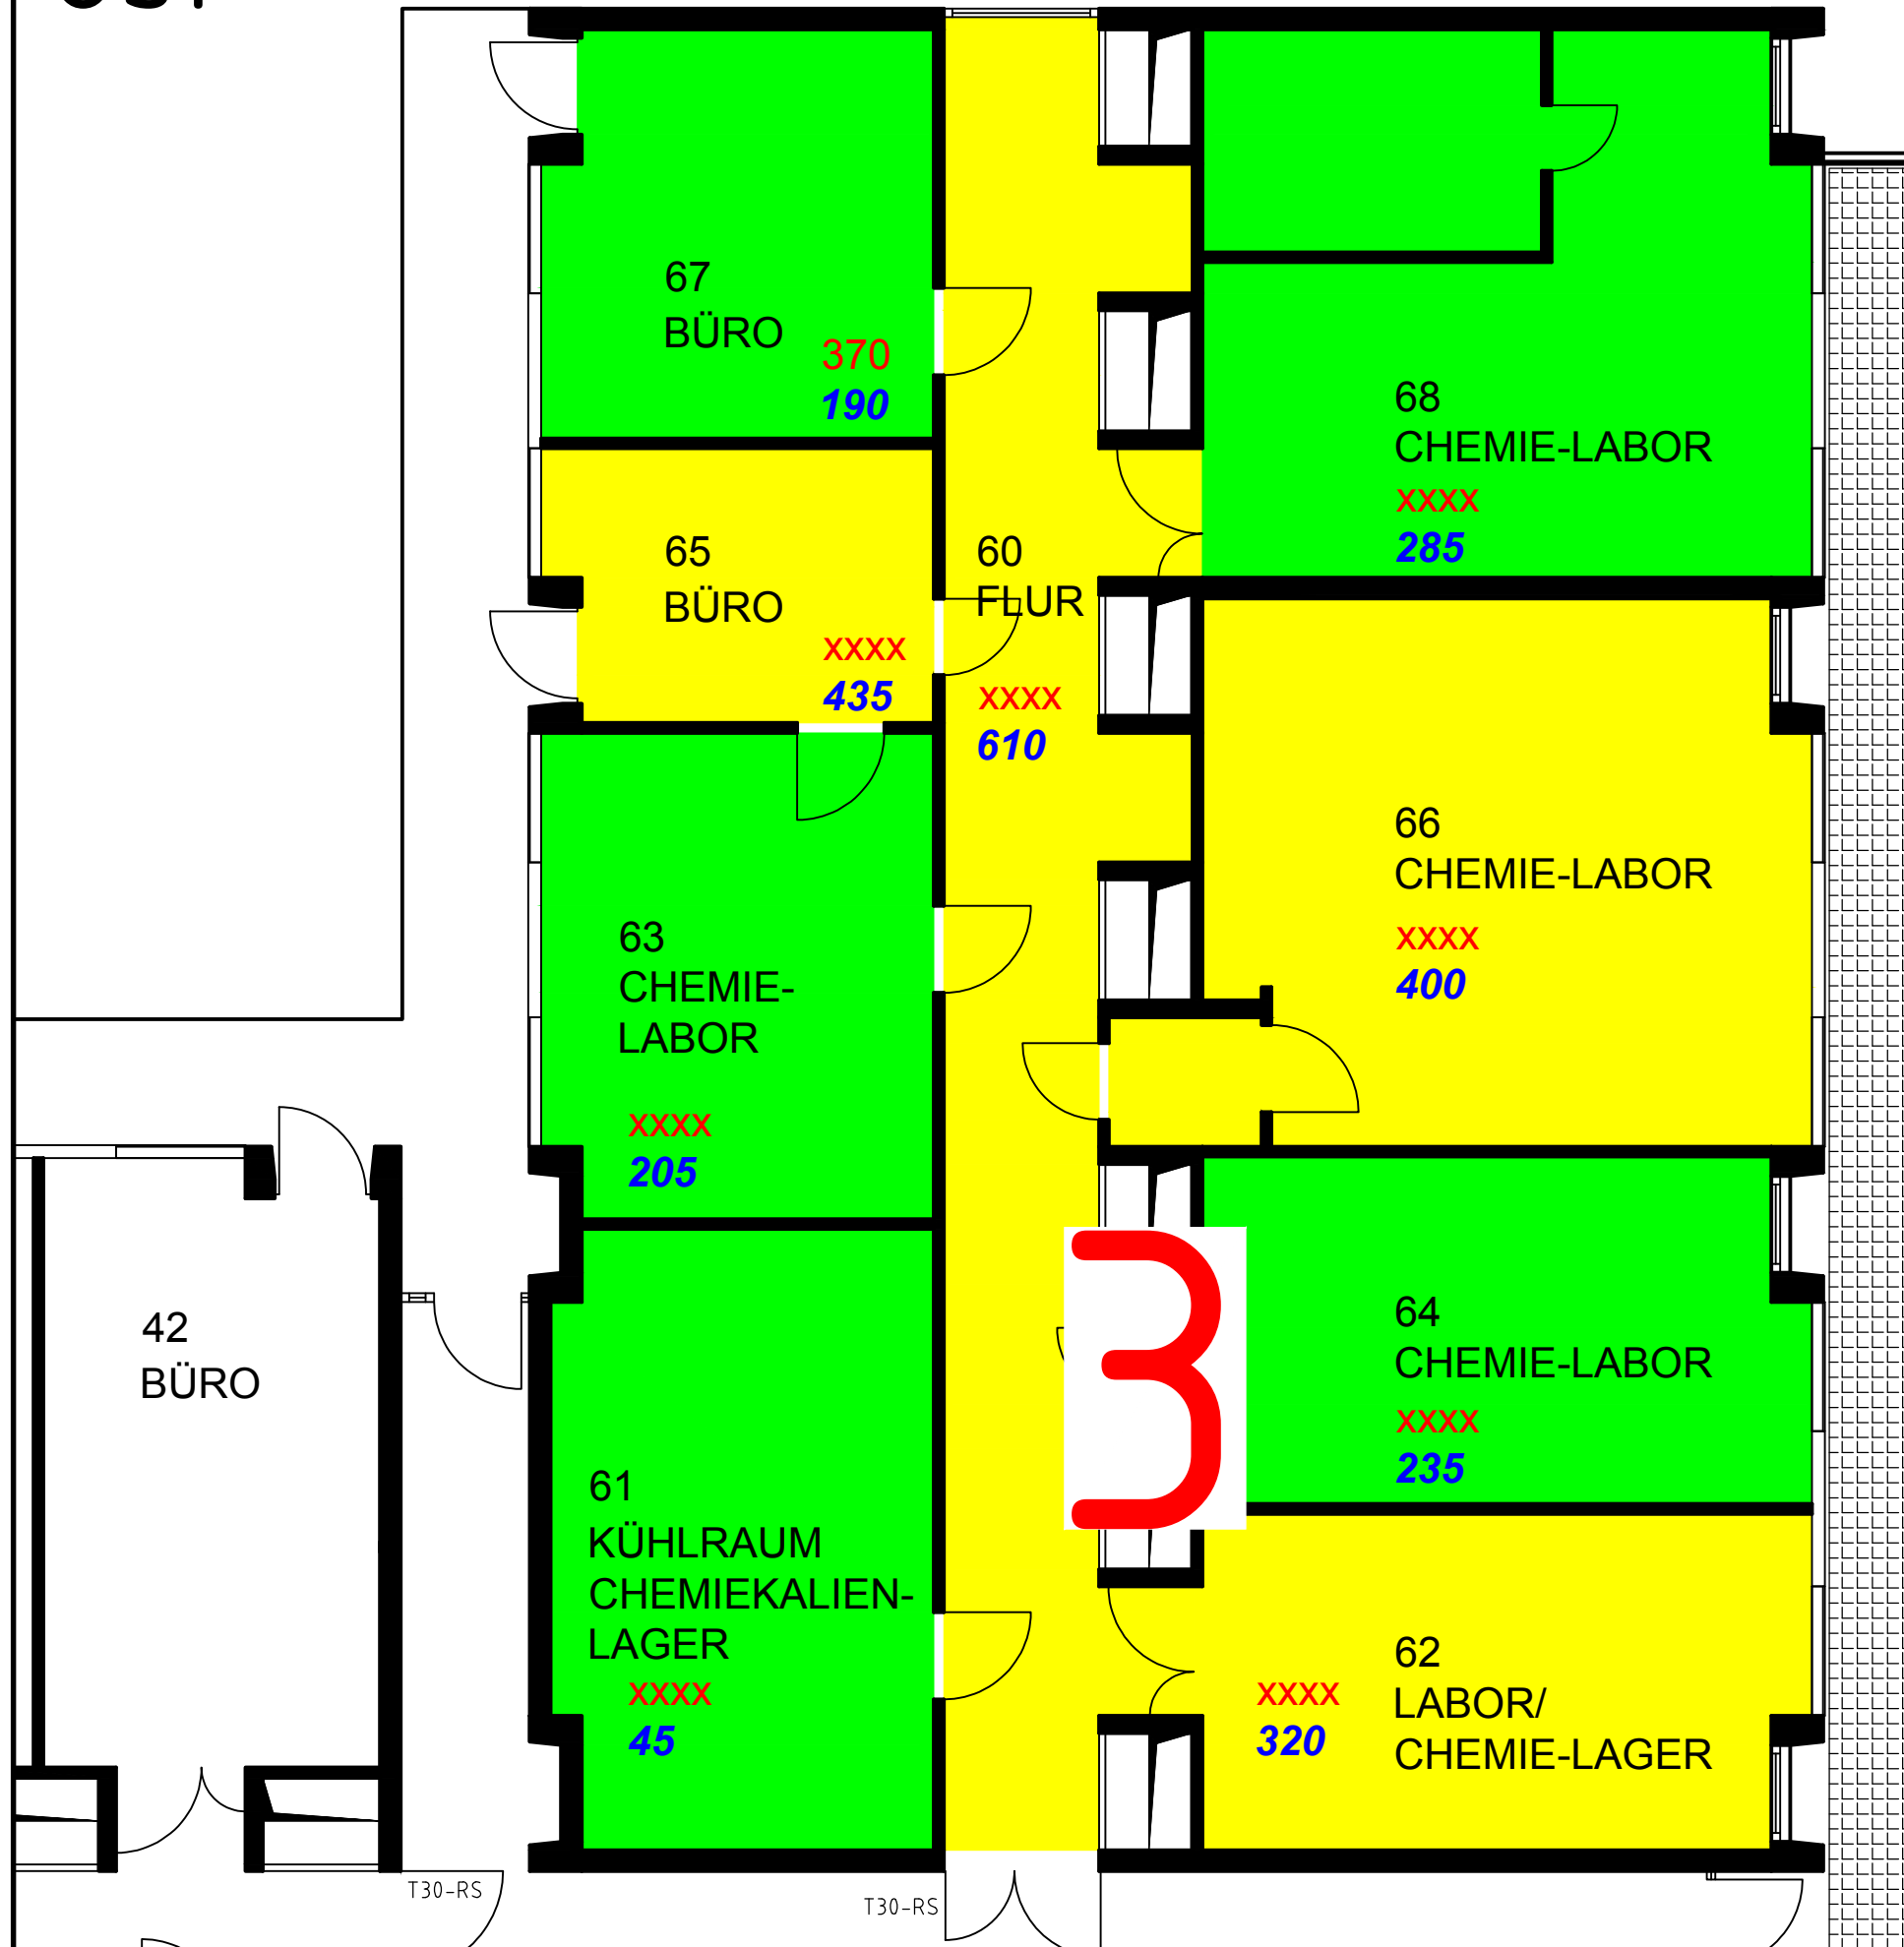 67
BÜRO
370
190
68
CHEMIE-LABOR
xxxx
285
65
BÜRO
xxxx
435
60
FLUR
xxxx
610
66
CHEMIE-LABOR
xxxx
400
63
CHEMIE-
LABOR
xxxx
205
42
BÜRO
3
64
CHEMIE-LABOR
xxxx
235
61
KÜHLRAUM
CHEMIEKALIEN-
LAGER
xxxx
45
xxxx
320
62
LABOR/
CHEMIE-LAGER
T30-RS
T30-RS